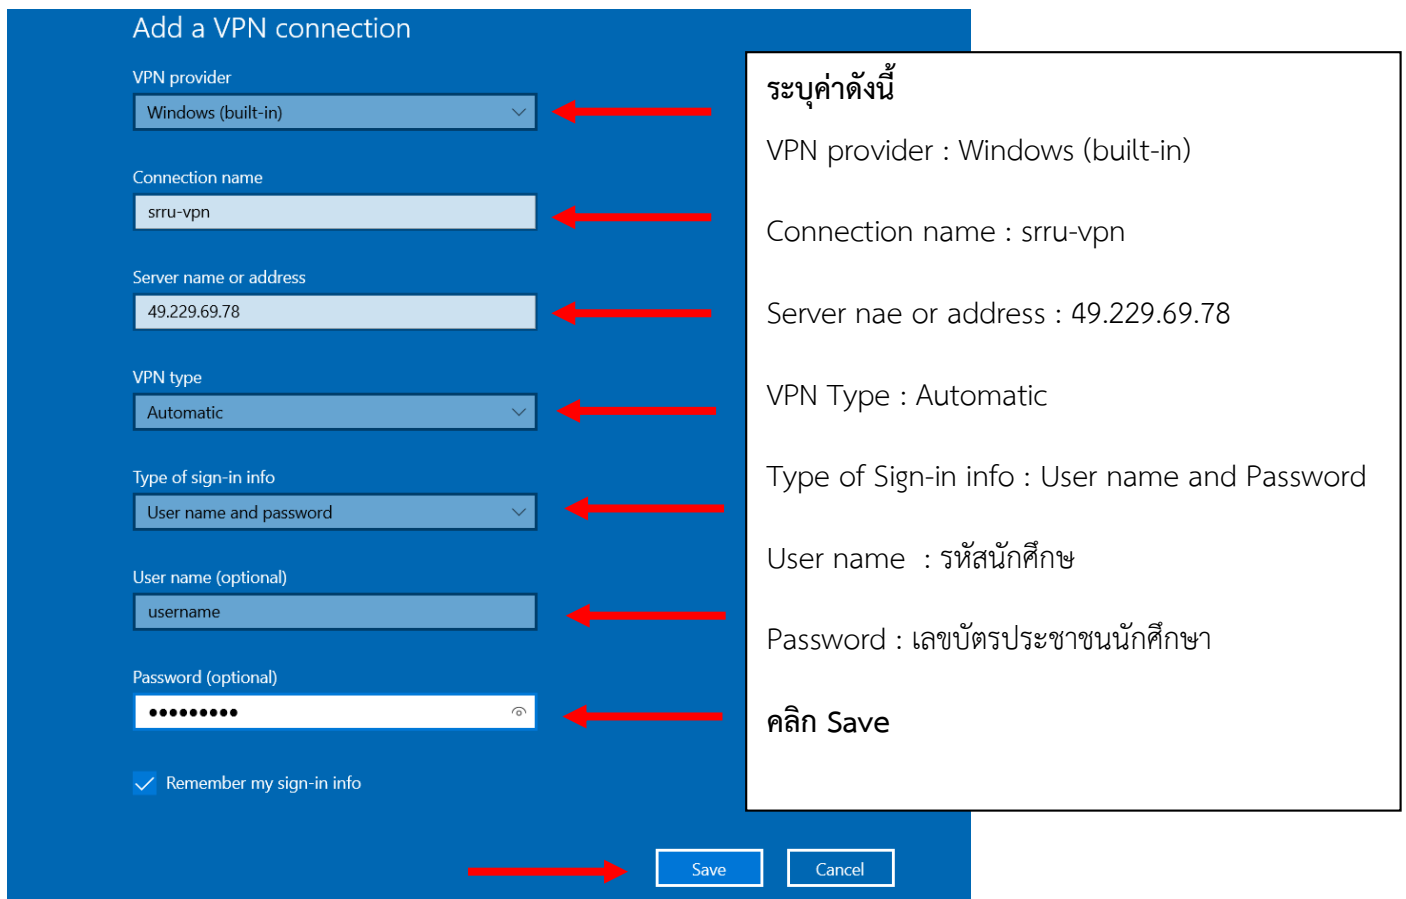 Add a VPN connection
VPN provider
Windows (built-in)
Connection name
srru-vpn
Server name or address
49.229.69.78
VPN type
Automatic
Type of sign-in info
User name and password
User name (optional)
username
Password (optional)
●●●●●●●●●
Remember my sign-in info
Save
Cancel
ระบุค่าดังนี้
VPN provider : Windows (built-in)
Connection name : srru-vpn
Server nae or address : 49.229.69.78
VPN Type : Automatic
Type of Sign-in info : User name and Password
User name : รหัสนักศึกษ
Password : เลขบัตรประชาชนนักศึกษา
คลิก Save